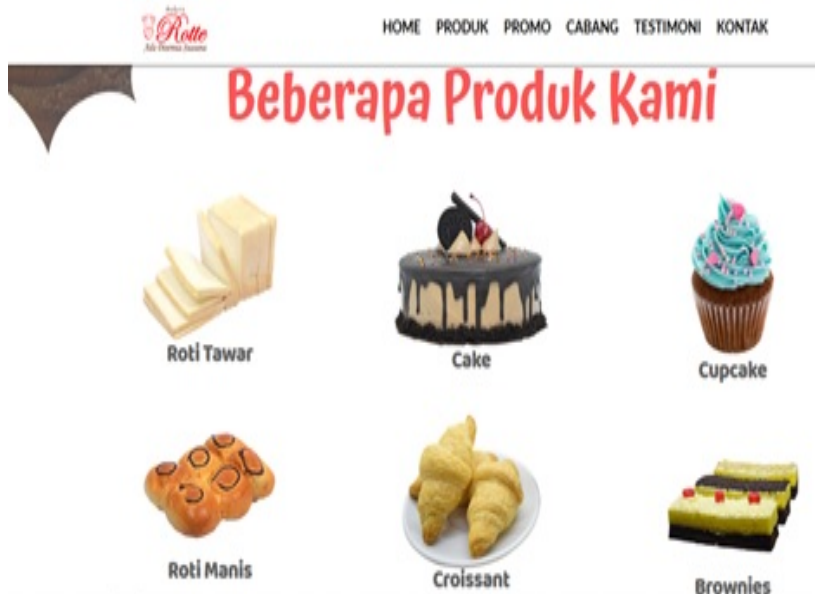 Rotte
HOME PRODUK PROMO CABANG TESTIMONI KONTAK
Beberapa Produk Kami
Roti Tawar
Cake
Cupcake
Roti Manis
Croissant
Brownies